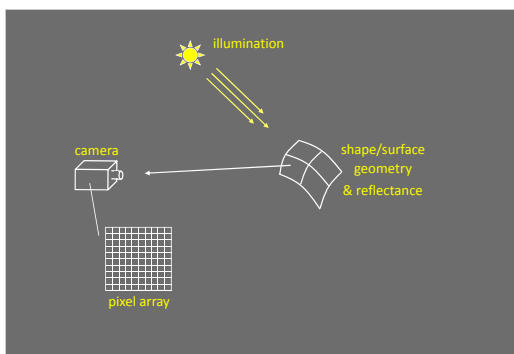 illumination
camera
shape/surface
geometry
& reflectance
pixel array